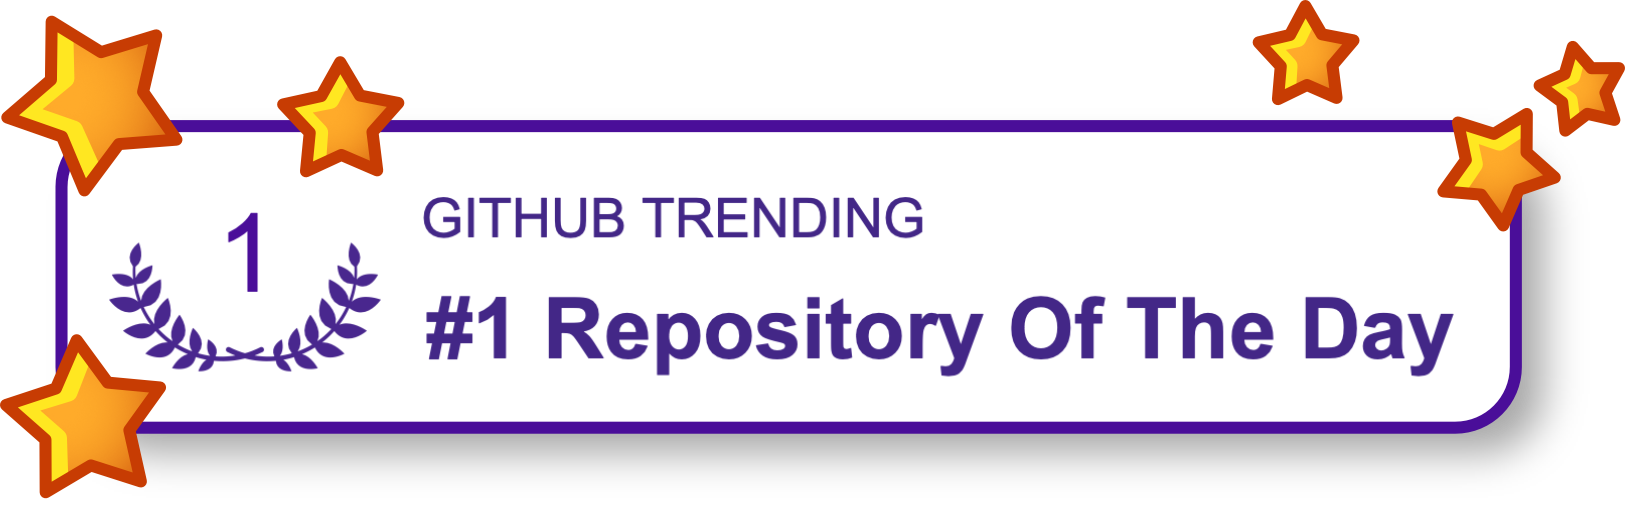 1
GITHUB TRENDING
#1 Repository Of The Day